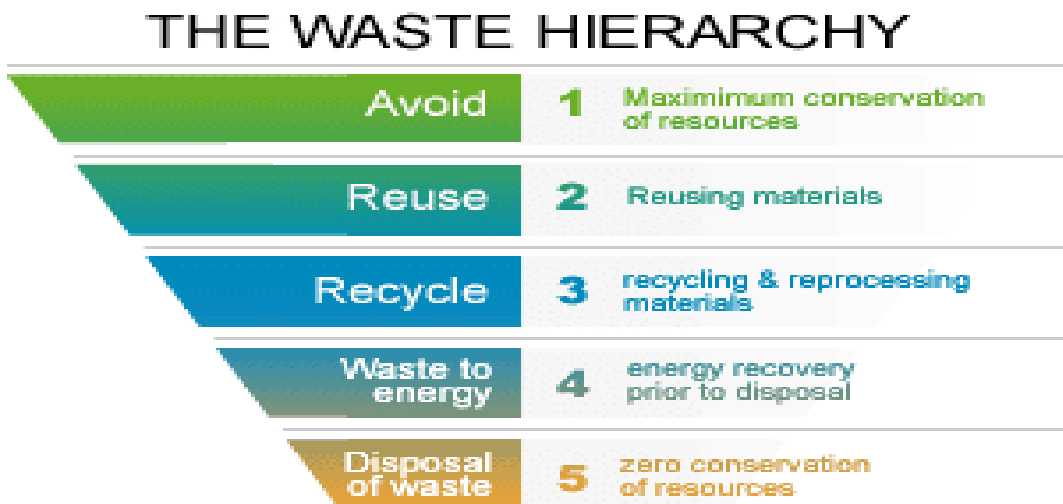 THE WASTE HIERARCHY
Avoid
1
Maximimum conservation
of resources
Reuse
2
Reusing materials
Recycle
3
recycling & reprocessing
materials
Waste to
energy
4
energy recovery
prior to disposal
Disposal
of waste
5
zero conservation
of resources